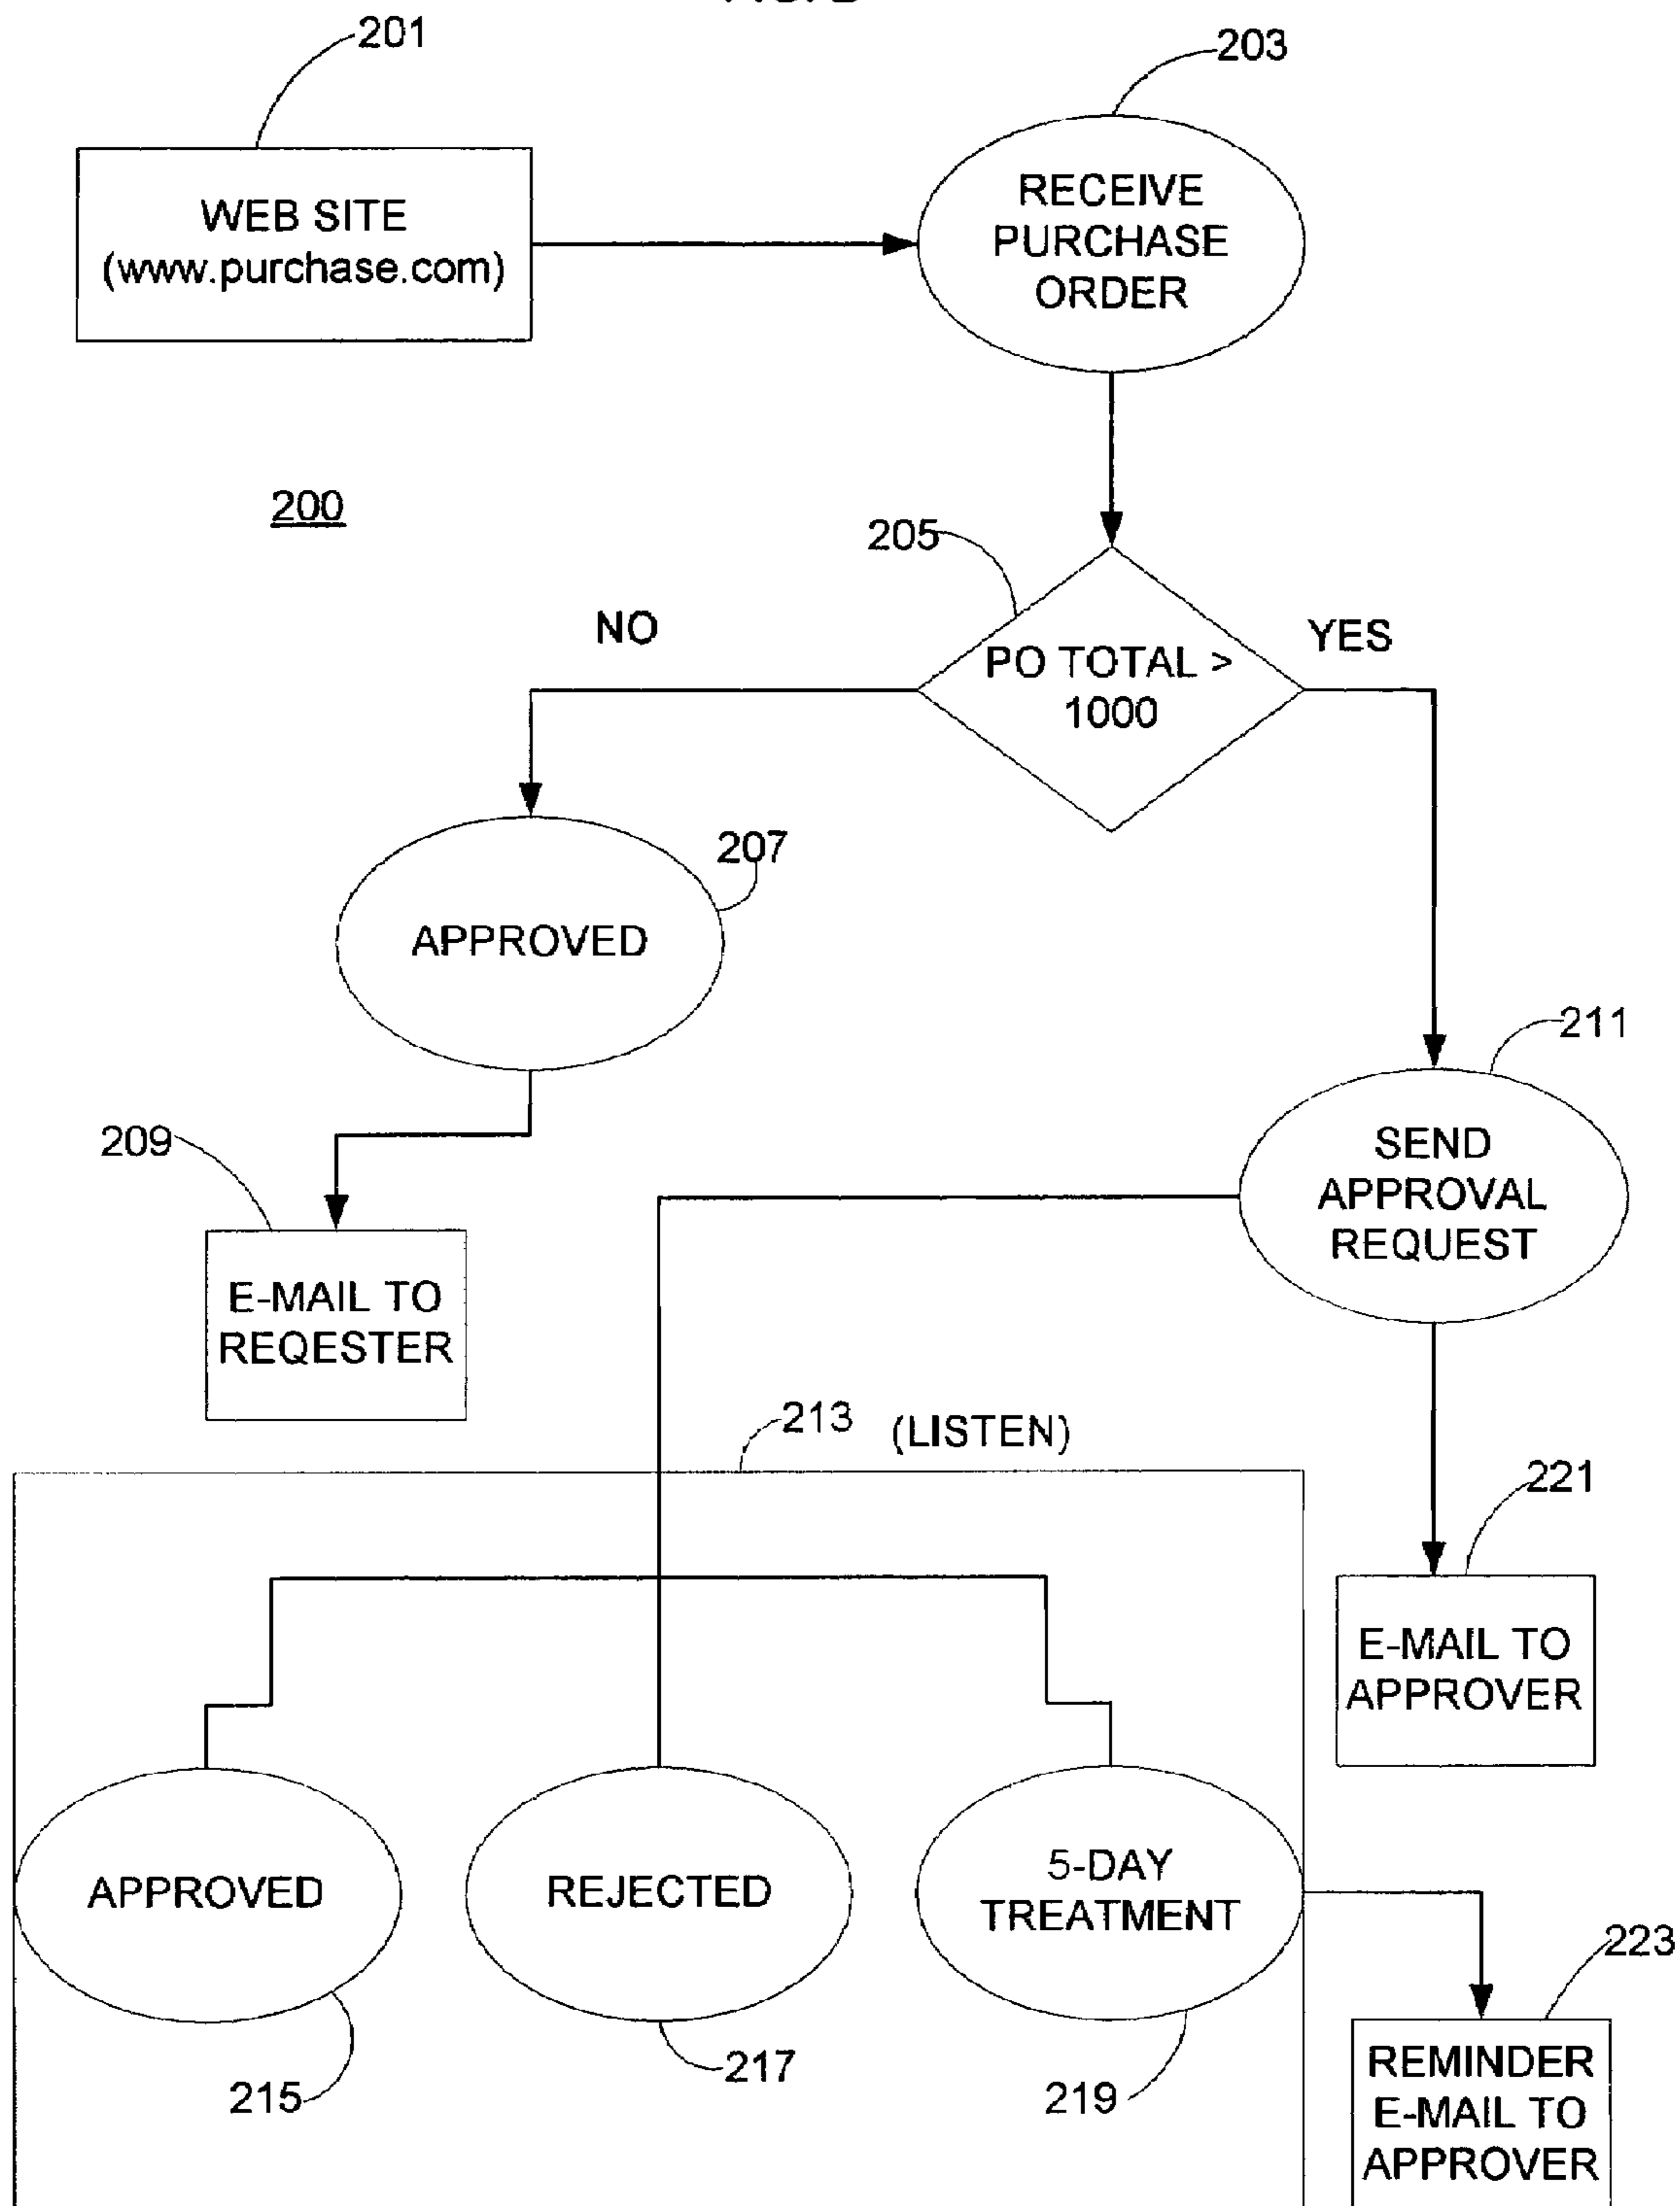 201
203
WEB SITE
(www.purchase.com)
RECEIVE
PURCHASE
ORDER
200
205
NO
YES
PO TOTAL >
1000
207
APPROVED
211
209
SEND
APPROVAL
REQUEST
E-MAIL TO
REQESTER
213 (LISTEN)
221
E-MAIL TO
APPROVER
APPROVED
REJECTED
5-DAY
TREATMENT
223
215
217
219
REMINDER
E-MAIL TO
APPROVER